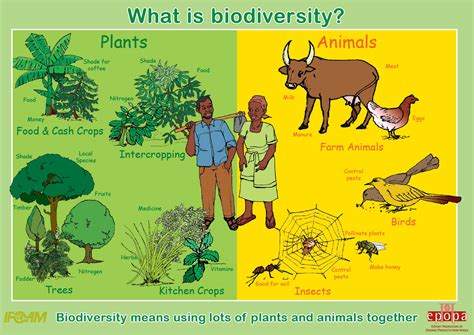 What is biodiversity?
Plants
Animals
Shade for
coffee
Food
Money
Food & Cash Crops
Shade
Nitrogen
Food
Intercropping
Meat
Milk
Manure
Eggs
Farm Animals
Shade
Local
Species
Fruits
Timber
Nitrogen
Trees
Herbs
Medicine
Vitamins
Kitchen Crops
Control
pests
Control
pests
Birds
Pollinate plants
Make honey
Good for soil
Insects
IFOAM
Biodiversity means using lots of plants and animals together
epopa